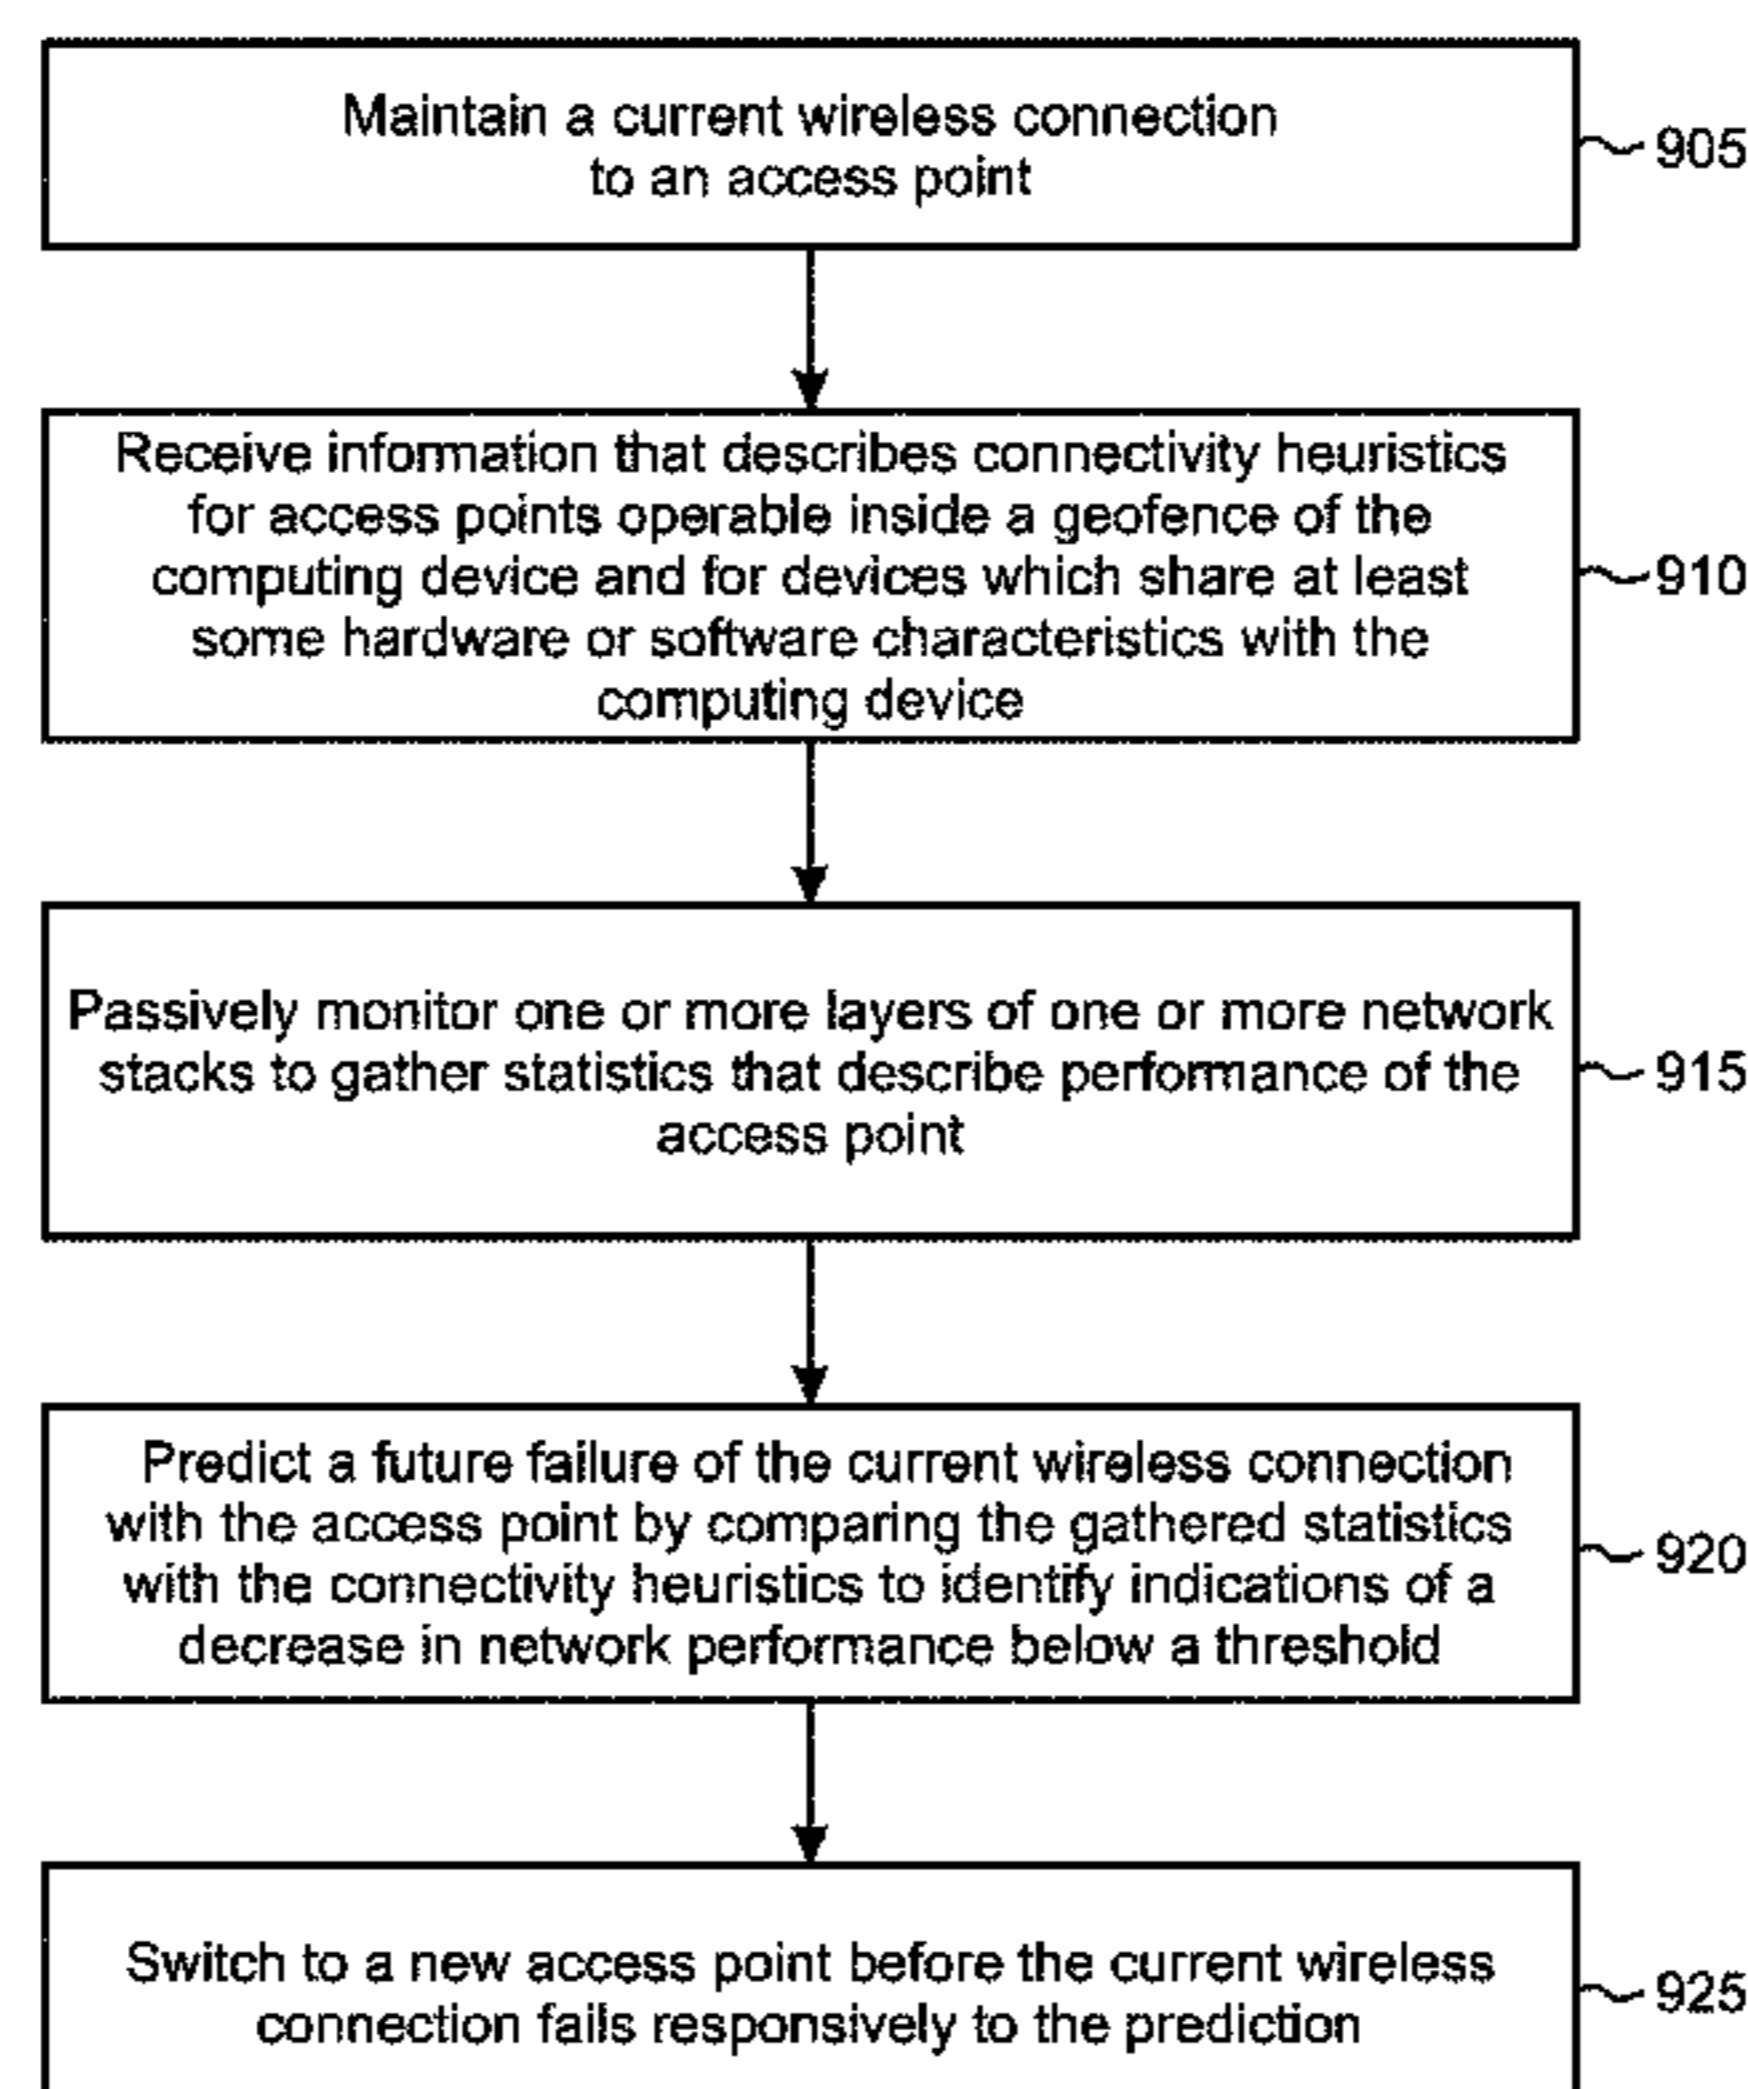 Maintain a current wireless connection
to an access point
905
Receive information that describes connectivity heuristics
for access points operable inside a geofence of the
computing device and for devices which share at least
some hardware or software characteristics with the
computing device
910
Passively monitor one or more layers of one or more network
stacks to gather statistics that describe performance of the
access point
915
Predict a future failure of the current wireless connection
with the access point by comparing the gathered statistics
with the connectivity heuristics to identify indications of a
decrease in network performance below a threshold
920
Switch to a new access point before the current wireless
connection fails responsively to the prediction
925